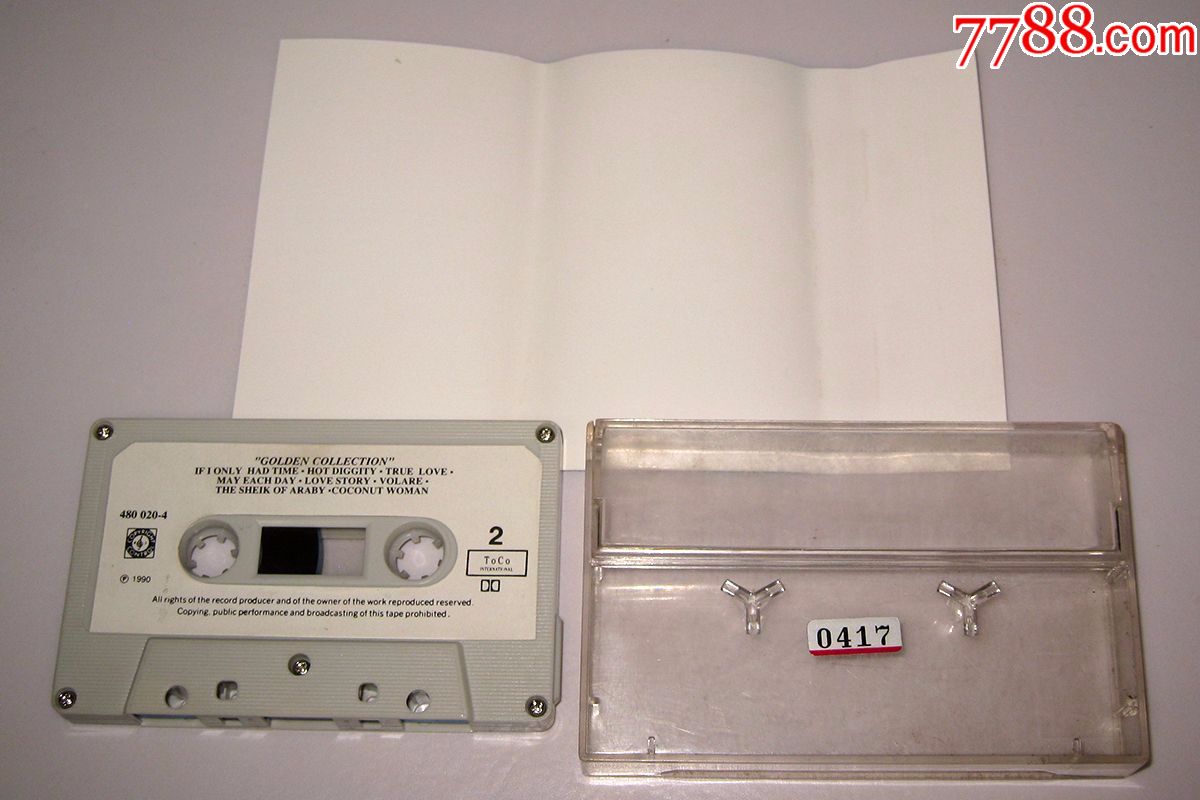 7788.com
"GOLDEN COLLECTION"
IF I ONLY HAD TIME • HOT DIGGITY • TRUE LOVE •
MAY EACH DAY • LOVE STORY • VOLARE •
THE SHEIK OF ARABY • COCONUT WOMAN
480 020-4
2
ToCo
INTERNATIONAL
℗ 1990
All rights of the record producer and of the owner of the work reproduced reserved.
Copying, public performance and broadcasting of this tape prohibited.
0417